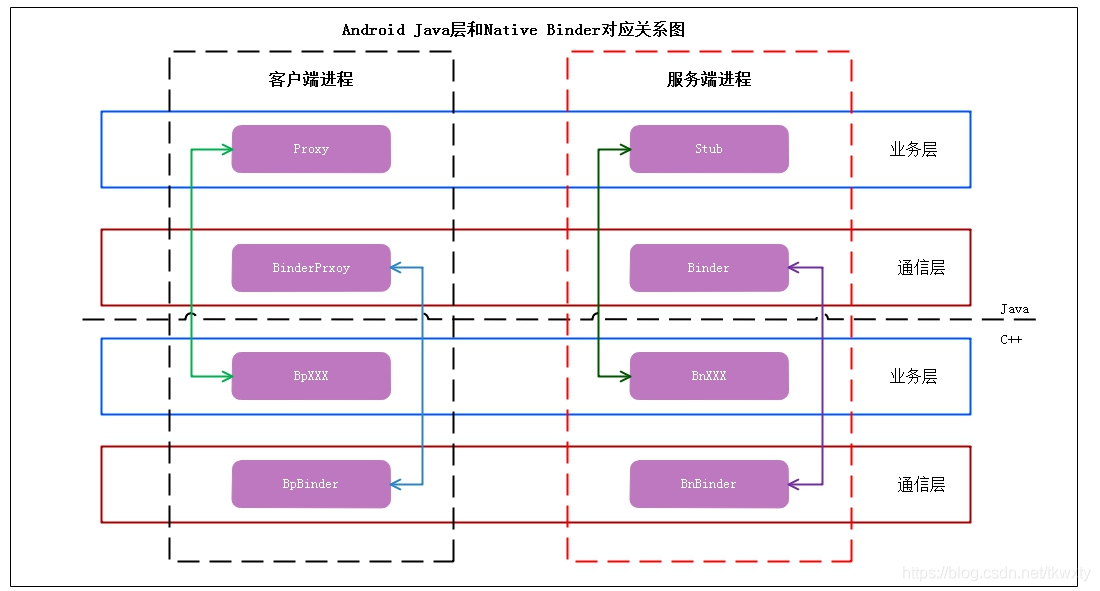 Android Java层和Native Binder对应关系图
客户端进程
服务端进程
Proxy
Stub
业务层
BinderPrxoy
Binder
通信层
Java
C++
BpXXX
BnXXX
业务层
BpBinder
BnBinder
通信层
https://blog.csdn.net/tkwxty